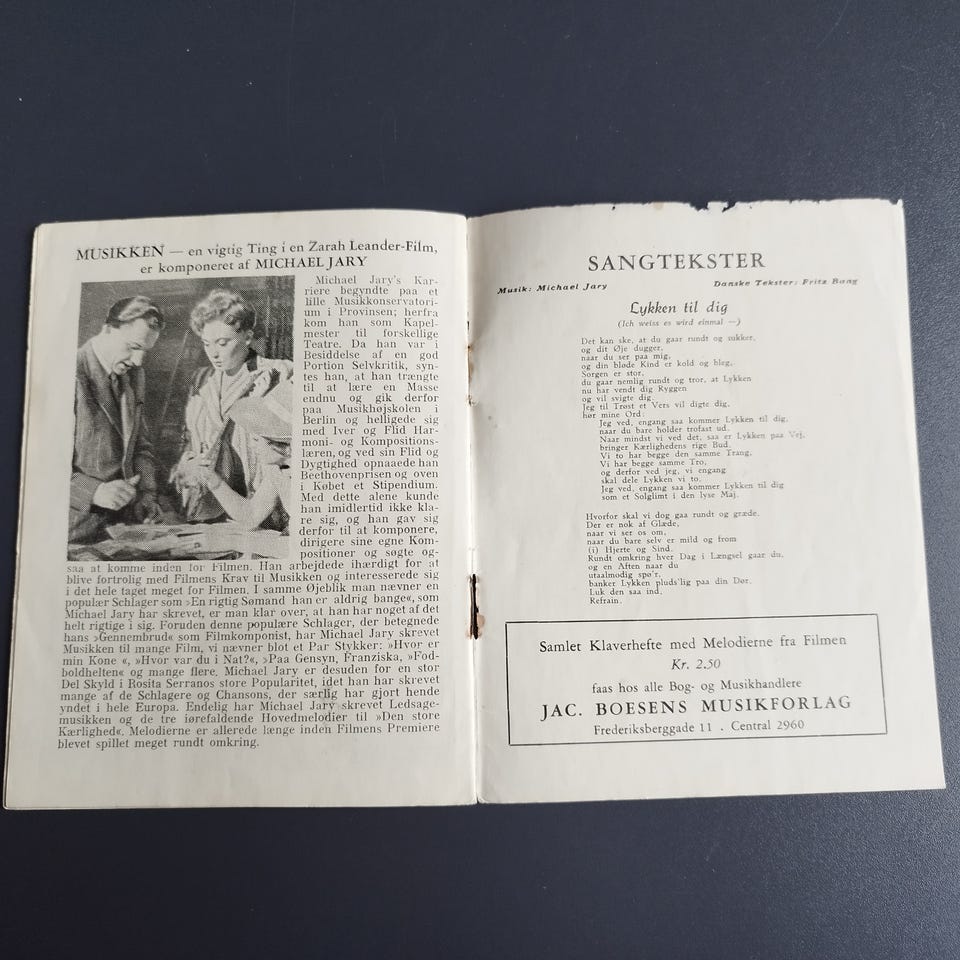 MUSIKKEN — en vigtig Ting i en Zarah Leander-Film,
er komponeret af MICHAEL JARY
Michael Jary's Kar-
riere begyndte paa et
lille Musikkonservatori-
um i Provinsen; herfra
kom han som Kapel-
mester til forskellige
Teatre. Da han var i
Besiddelse af en god
Portion Selvkritik, syn-
tes han, at han trængte
til at lære en Masse
endnu og gik derfor
paa Musikhøjskolen i
Berlin og helligede sig
med Iver og Flid Har-
moni- og Kompositions-
læren, og ved sin Flid og
Dygtighed opnaaede han
Beethovenprisen og oven
i Købet et Stipendium.
Med dette alene kunde
han imidlertid ikke kla-
re sig, og han gav sig
derfor til at komponere,
dirigere sine egne Kom-
positioner og søgte og-
saa at komme inden for Filmen. Han arbejdede ihærdigt for at
blive fortrolig med Filmens Krav til Musikken og interesserede sig
i det hele taget meget for Filmen. I samme Øjeblik man nævner en
populær Schlager som »En rigtig Sømand han er aldrig bange«, som
Michael Jary har skrevet, er man klar over, at han har noget af det
helt rigtige i sig. Foruden denne populære Schlager, der betegnede
hans »Gennembrud« som Filmkomponist, har Michael Jary skrevet
Musikken til mange Film, vi nævner blot et Par Stykker: »Hvor er
min Kone «, »Hvor var du i Nat?«, »Paa Gensyn, Franziska, »Fod-
boldhelten« og mange flere. Michael Jary er desuden for en stor
Del Skyld i Rosita Serranos store Popularitet, idet han har skrevet
mange af de Schlagere og Chansons, der særlig har gjort hende
yndet i hele Europa. Endelig har Michael Jary skrevet Ledsage-
musikken og de tre iørefaldende Hovedmelodier til »Den store
Kærlighed«. Melodierne er allerede længe inden Filmens Premiere
blevet spillet meget rundt omkring.
SANGTEKSTER
Musik: Michael Jary Danske Tekster: Fritz Bang
Lykken til dig
(Ich weiss es wird einmal —)
Det kan ske, at du gaar rundt og sukker,
og dit Øje dugger,
naar du ser paa mig,
og din bløde Kind er kold og bleg,
Sorgen er stor,
du gaar nemlig rundt og tror, at Lykken
nu har vendt dig Ryggen
og vil svigte dig.
Jeg til Trøst et Vers vil digte dig,
hør mine Ord:
Jeg ved, engang saa kommer Lykken til dig,
naar du bare holder trofast ud.
Naar mindst vi ved det, saa er Lykken paa Vej,
bringer Kærlighedens rige Bud.
Vi to har begge den samme Trang,
Vi har begge samme Tro,
og derfor ved jeg, vi engang
skal dele Lykken vi to.
Jeg ved, engang saa kommer Lykken til dig
som et Solglimt i den lyse Maj.
Hvorfor skal vi dog gaa rundt og græde.
Der er nok af Glæde,
naar vi ser os om,
naar du bare selv er mild og from
(i) Hjerte og Sind.
Rundt omkring hver Dag i Længsel gaar du,
og en Aften naar du
utaalmodig spø'r,
banker Lykken pluds'lig paa din Dør.
Luk den saa ind.
Refrain.
Samlet Klaverhefte med Melodierne fra Filmen
Kr. 2.50
faas hos alle Bog- og Musikhandlere
JAC. BOESENS MUSIKFORLAG
Frederiksberggade 11 . Central 2960